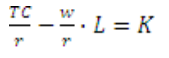 TC/r − w/r · L = K